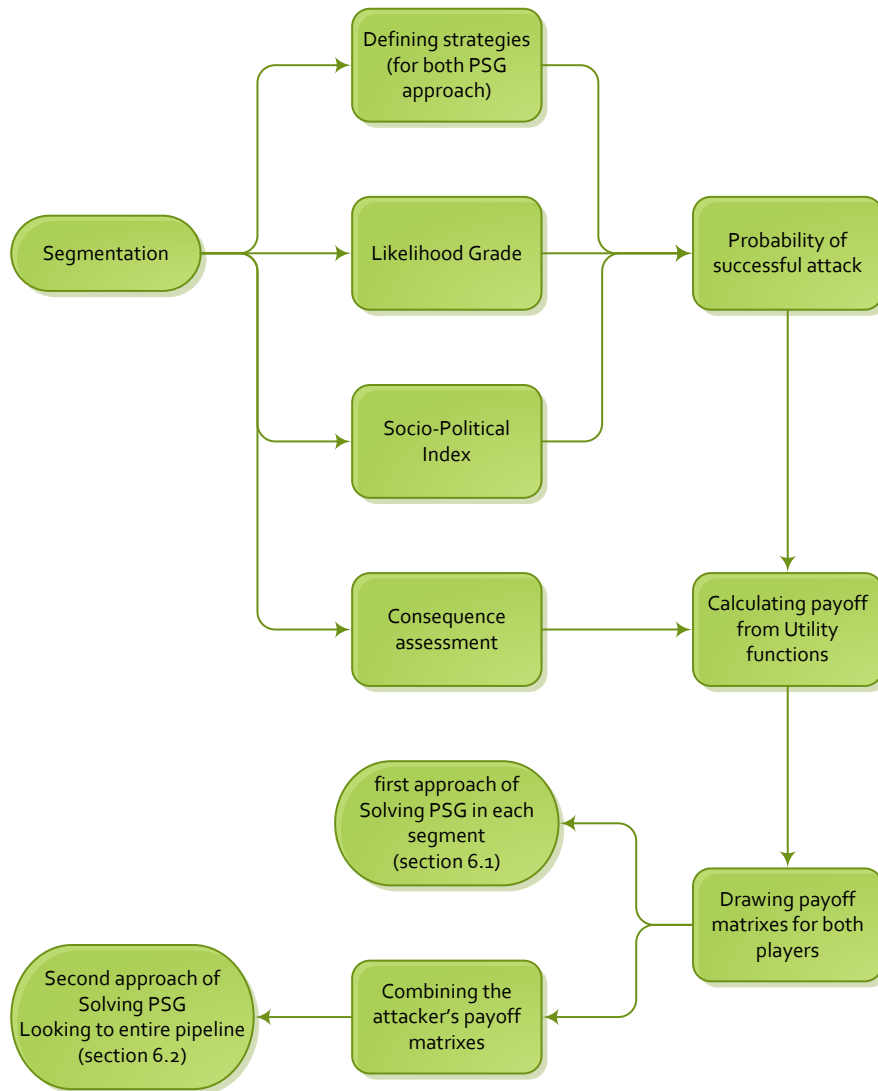 Defining strategies
(for both PSG
approach)
Segmentation
Likelihood Grade
Probability of
successful attack
Socio-Political
Index
Consequence
assessment
Calculating payoff
from Utility
functions
first approach of
Solving PSG in each
segment
(section 6.1)
Drawing payoff
matrixes for both
players
Combining the
attacker's payoff
matrixes
Second approach of
Solving PSG
Looking to entire pipeline
(section 6.2)